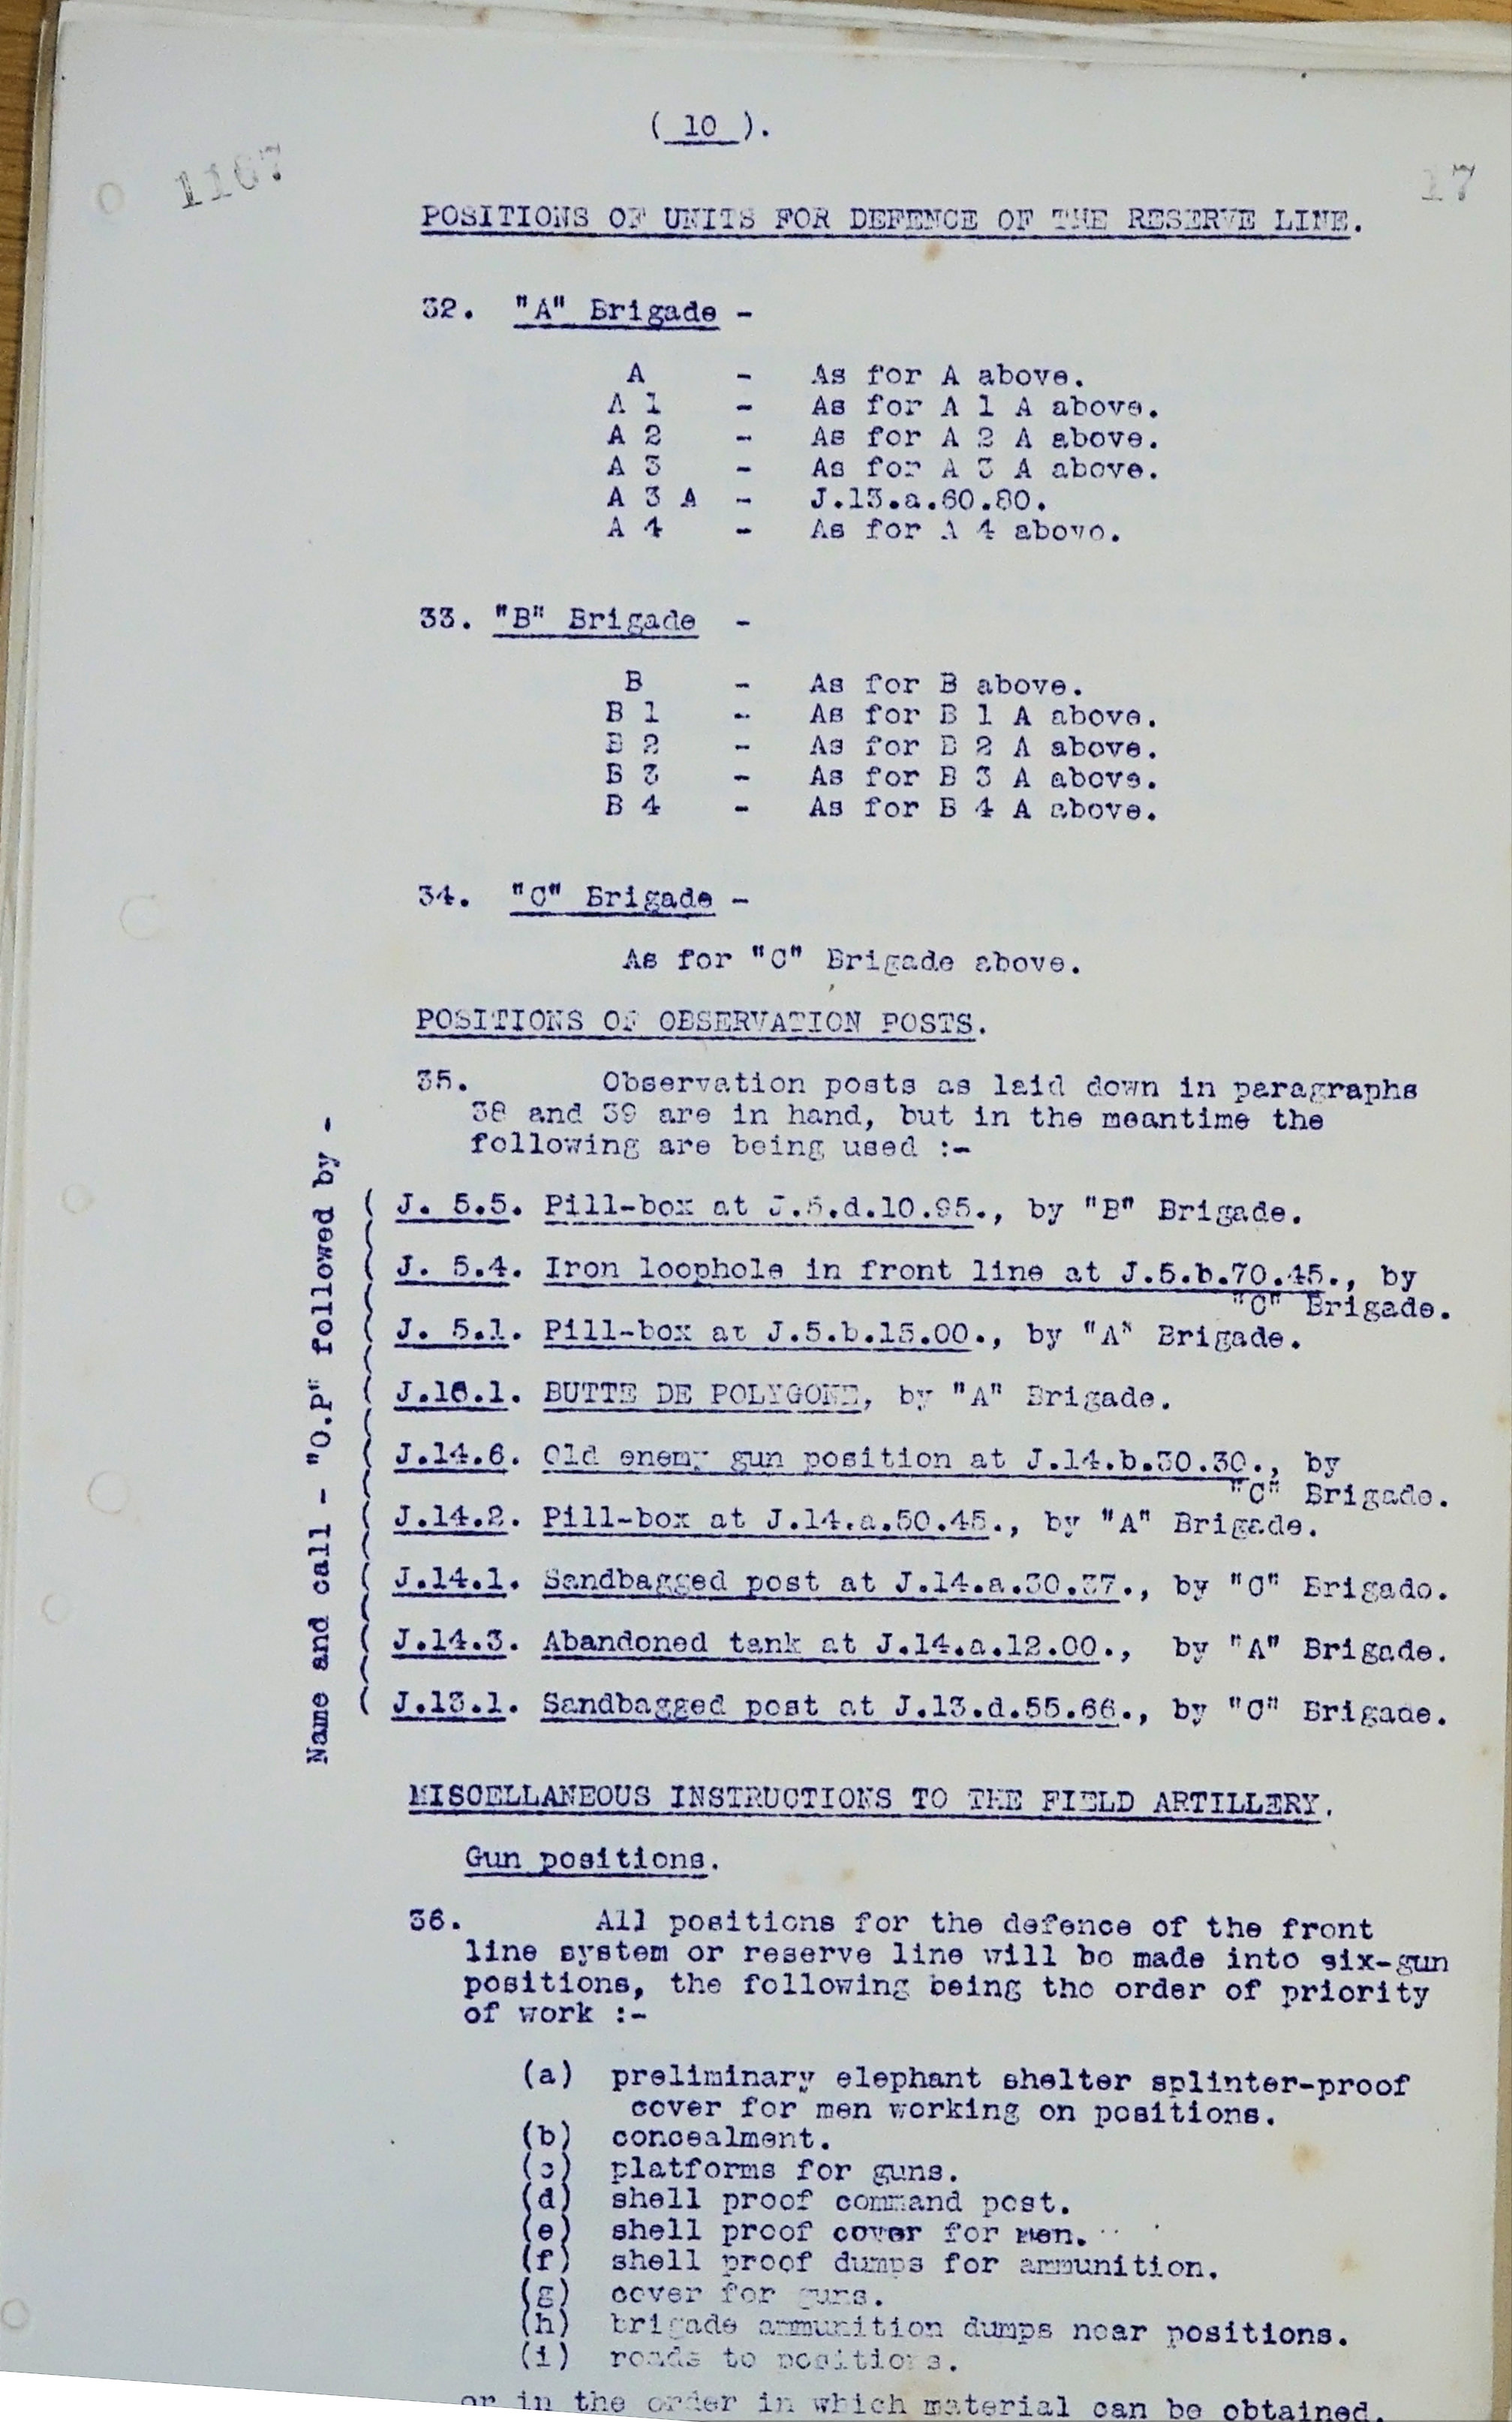 ( 10 ).
1107
17
POSITIONS OF UNITS FOR DEFENCE OF THE RESERVE LINE.
32. "A" Brigade -
A - As for A above.
A 1 - As for A 1 A above.
A 2 - As for A 2 A above.
A 3 - As for A 3 A above.
A 3 A - J.13.a.60.80.
A 4 - As for A 4 above.
33. "B" Brigade -
B - As for B above.
B 1 - As for B 1 A above.
B 2 - As for B 2 A above.
B 3 - As for B 3 A above.
B 4 - As for B 4 A above.
34. "C" Brigade -
As for "C" Brigade above.
POSITIONS OF OBSERVATION POSTS.
35. Observation posts as laid down in paragraphs
38 and 39 are in hand, but in the meantime the
following are being used :-
Name and call - "O.P" followed by -
J. 5.5. Pill-box at J.5.d.10.95., by "B" Brigade.
J. 5.4. Iron loophole in front line at J.5.b.70.45., by
"C" Brigade.
J. 5.1. Pill-box at J.5.b.15.00., by "A" Brigade.
J.16.1. BUTTE DE POLYGONE, by "A" Brigade.
J.14.6. Old enemy gun position at J.14.b.30.30., by
"C" Brigade.
J.14.2. Pill-box at J.14.a.50.45., by "A" Brigade.
J.14.1. Sandbagged post at J.14.a.30.37., by "C" Brigade.
J.14.3. Abandoned tank at J.14.a.12.00., by "A" Brigade.
J.13.1. Sandbagged post at J.13.d.55.66., by "C" Brigade.
MISCELLANEOUS INSTRUCTIONS TO THE FIELD ARTILLERY.
Gun positions.
36. All positions for the defence of the front
line system or reserve line will be made into six-gun
positions, the following being the order of priority
of work :-
(a) preliminary elephant shelter splinter-proof
cover for men working on positions.
(b) concealment.
(c) platforms for guns.
(d) shell proof command post.
(e) shell proof cover for men.
(f) shell proof dumps for ammunition.
(g) cover for guns.
(h) brigade ammunition dumps near positions.
(i) roads to positions.
or in the order in which material can be obtained.